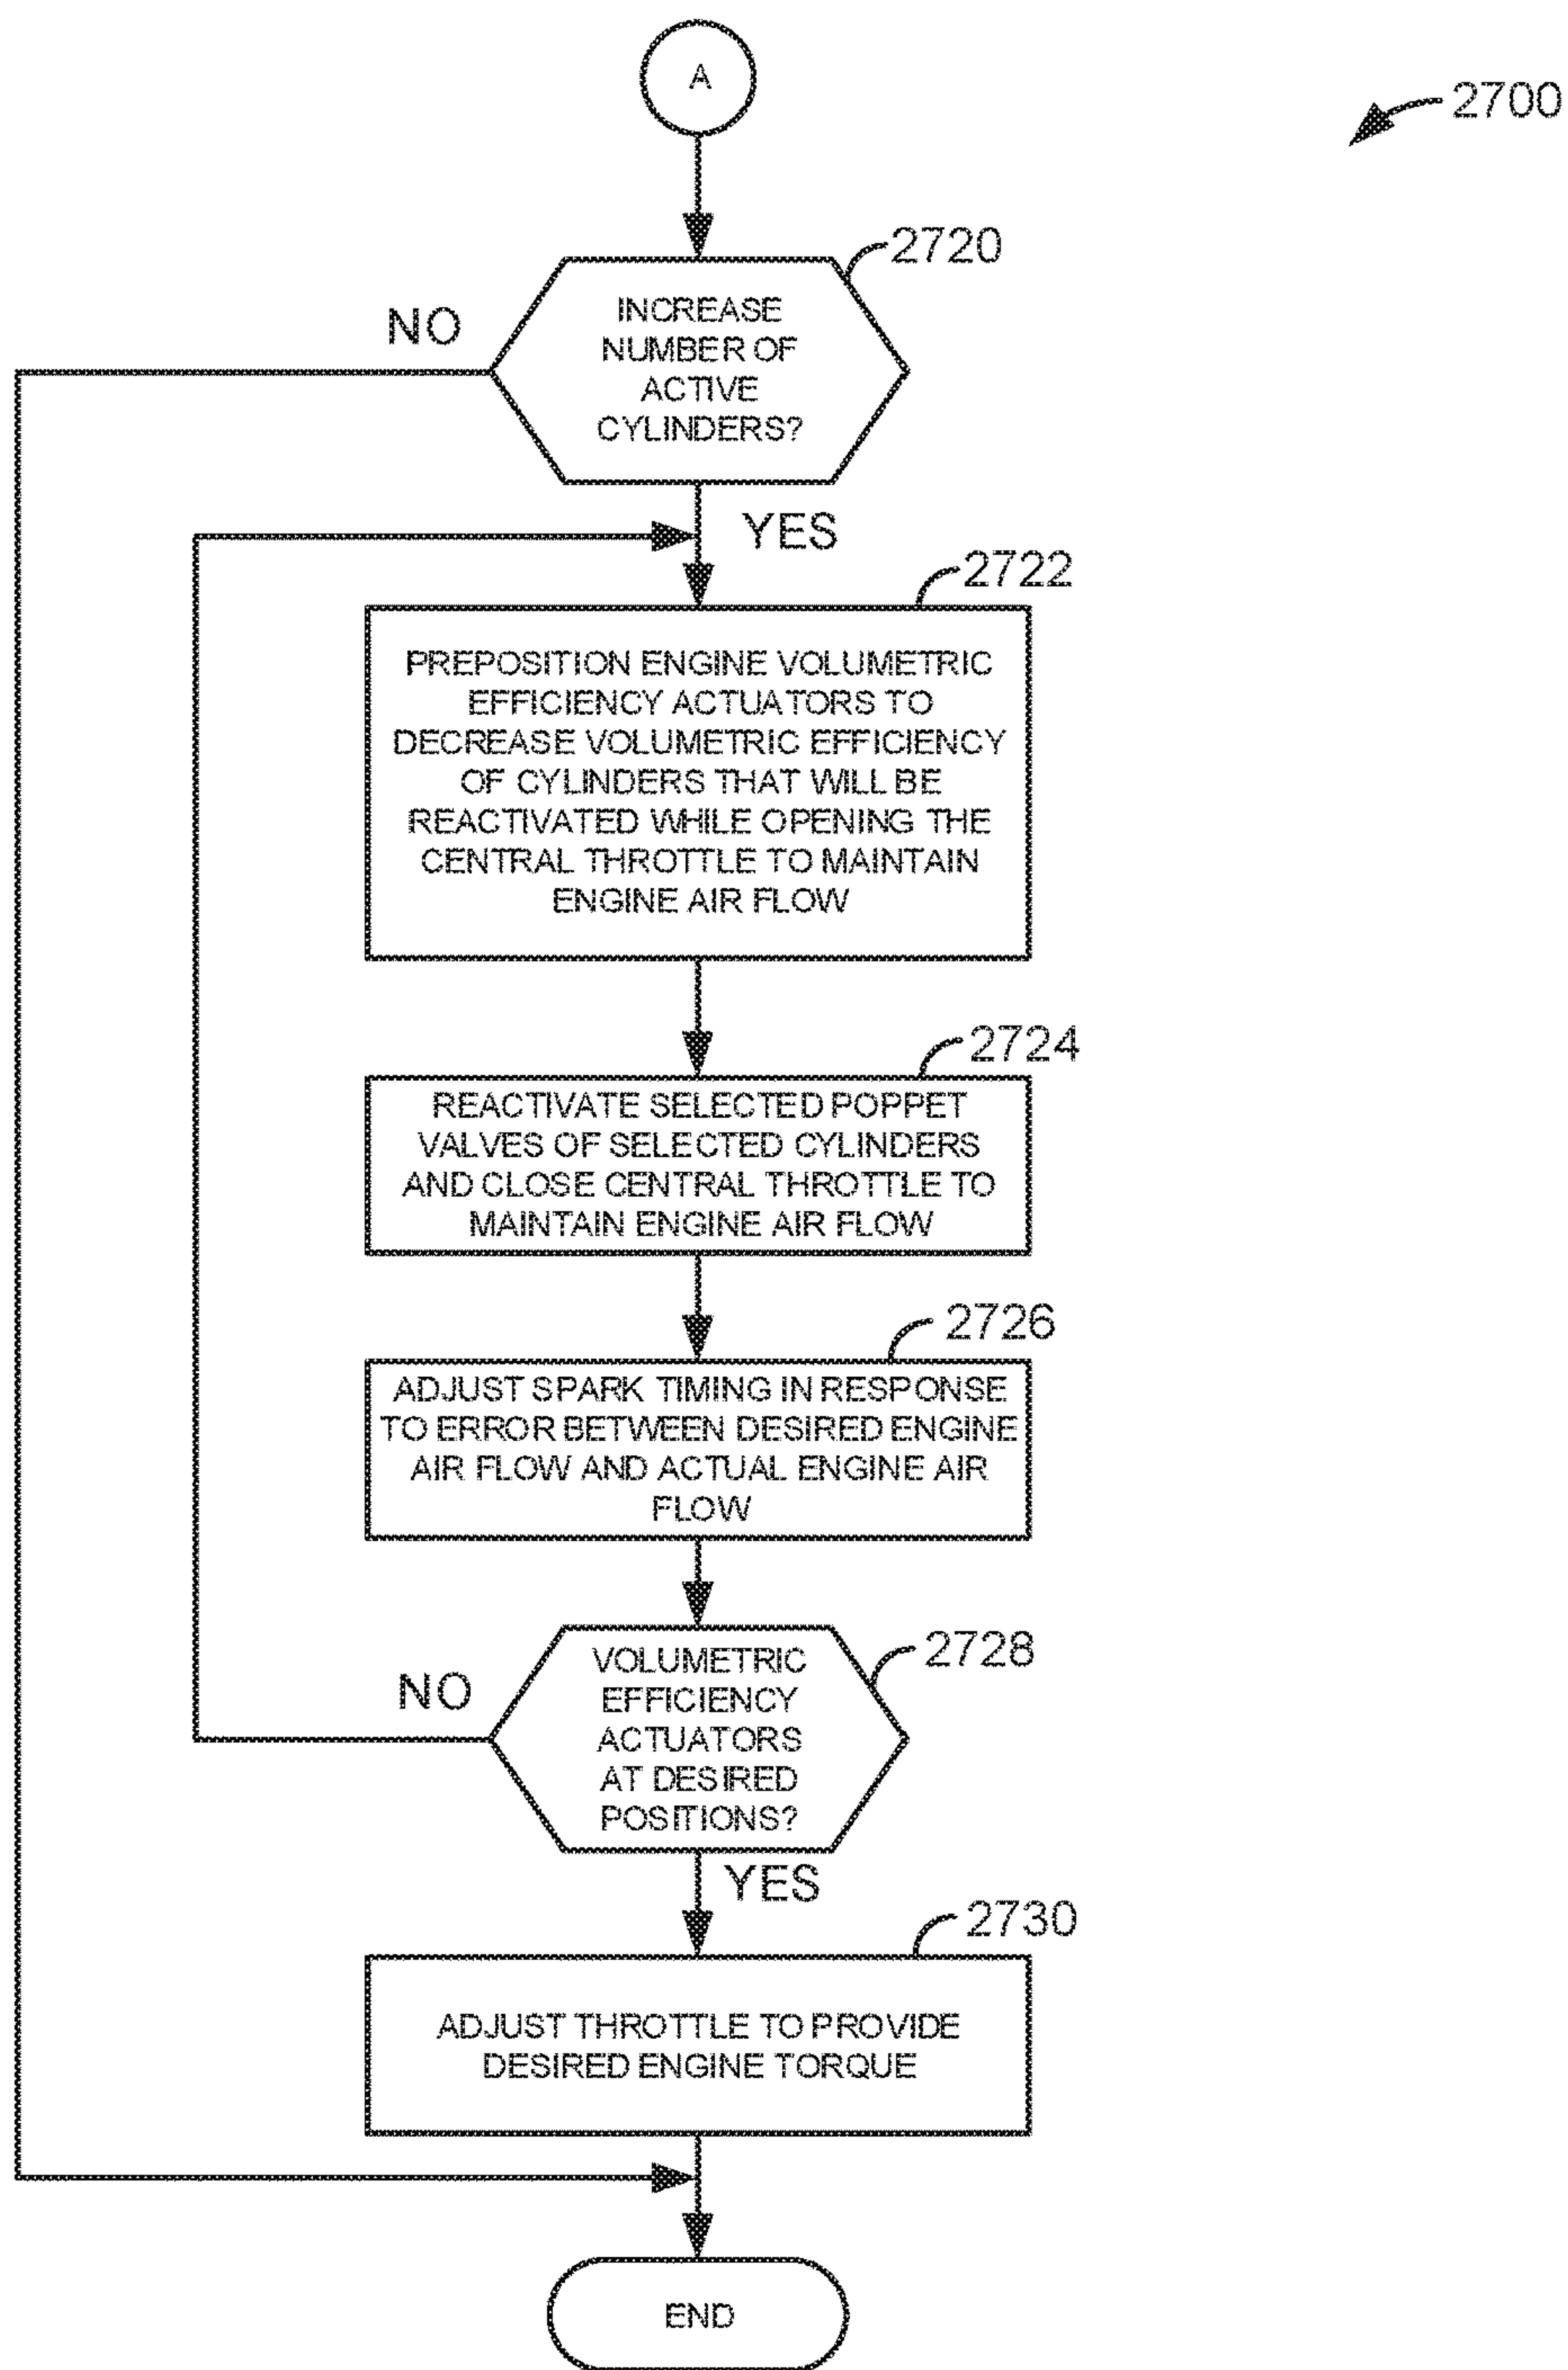 A
2700
2720
NO
INCREASE
NUMBER OF
ACTIVE
CYLINDERS?
YES
2722
PREPOSITION ENGINE VOLUMETRIC
EFFICIENCY ACTUATORS TO
DECREASE VOLUMETRIC EFFICIENCY
OF CYLINDERS THAT WILL BE
REACTIVATED WHILE OPENING THE
CENTRAL THROTTLE TO MAINTAIN
ENGINE AIR FLOW
2724
REACTIVATE SELECTED POPPET
VALVES OF SELECTED CYLINDERS
AND CLOSE CENTRAL THROTTLE TO
MAINTAIN ENGINE AIR FLOW
2726
ADJUST SPARK TIMING IN RESPONSE
TO ERROR BETWEEN DESIRED ENGINE
AIR FLOW AND ACTUAL ENGINE AIR
FLOW
2728
NO
VOLUMETRIC
EFFICIENCY
ACTUATORS
AT DESIRED
POSITIONS?
YES
2730
ADJUST THROTTLE TO PROVIDE
DESIRED ENGINE TORQUE
END